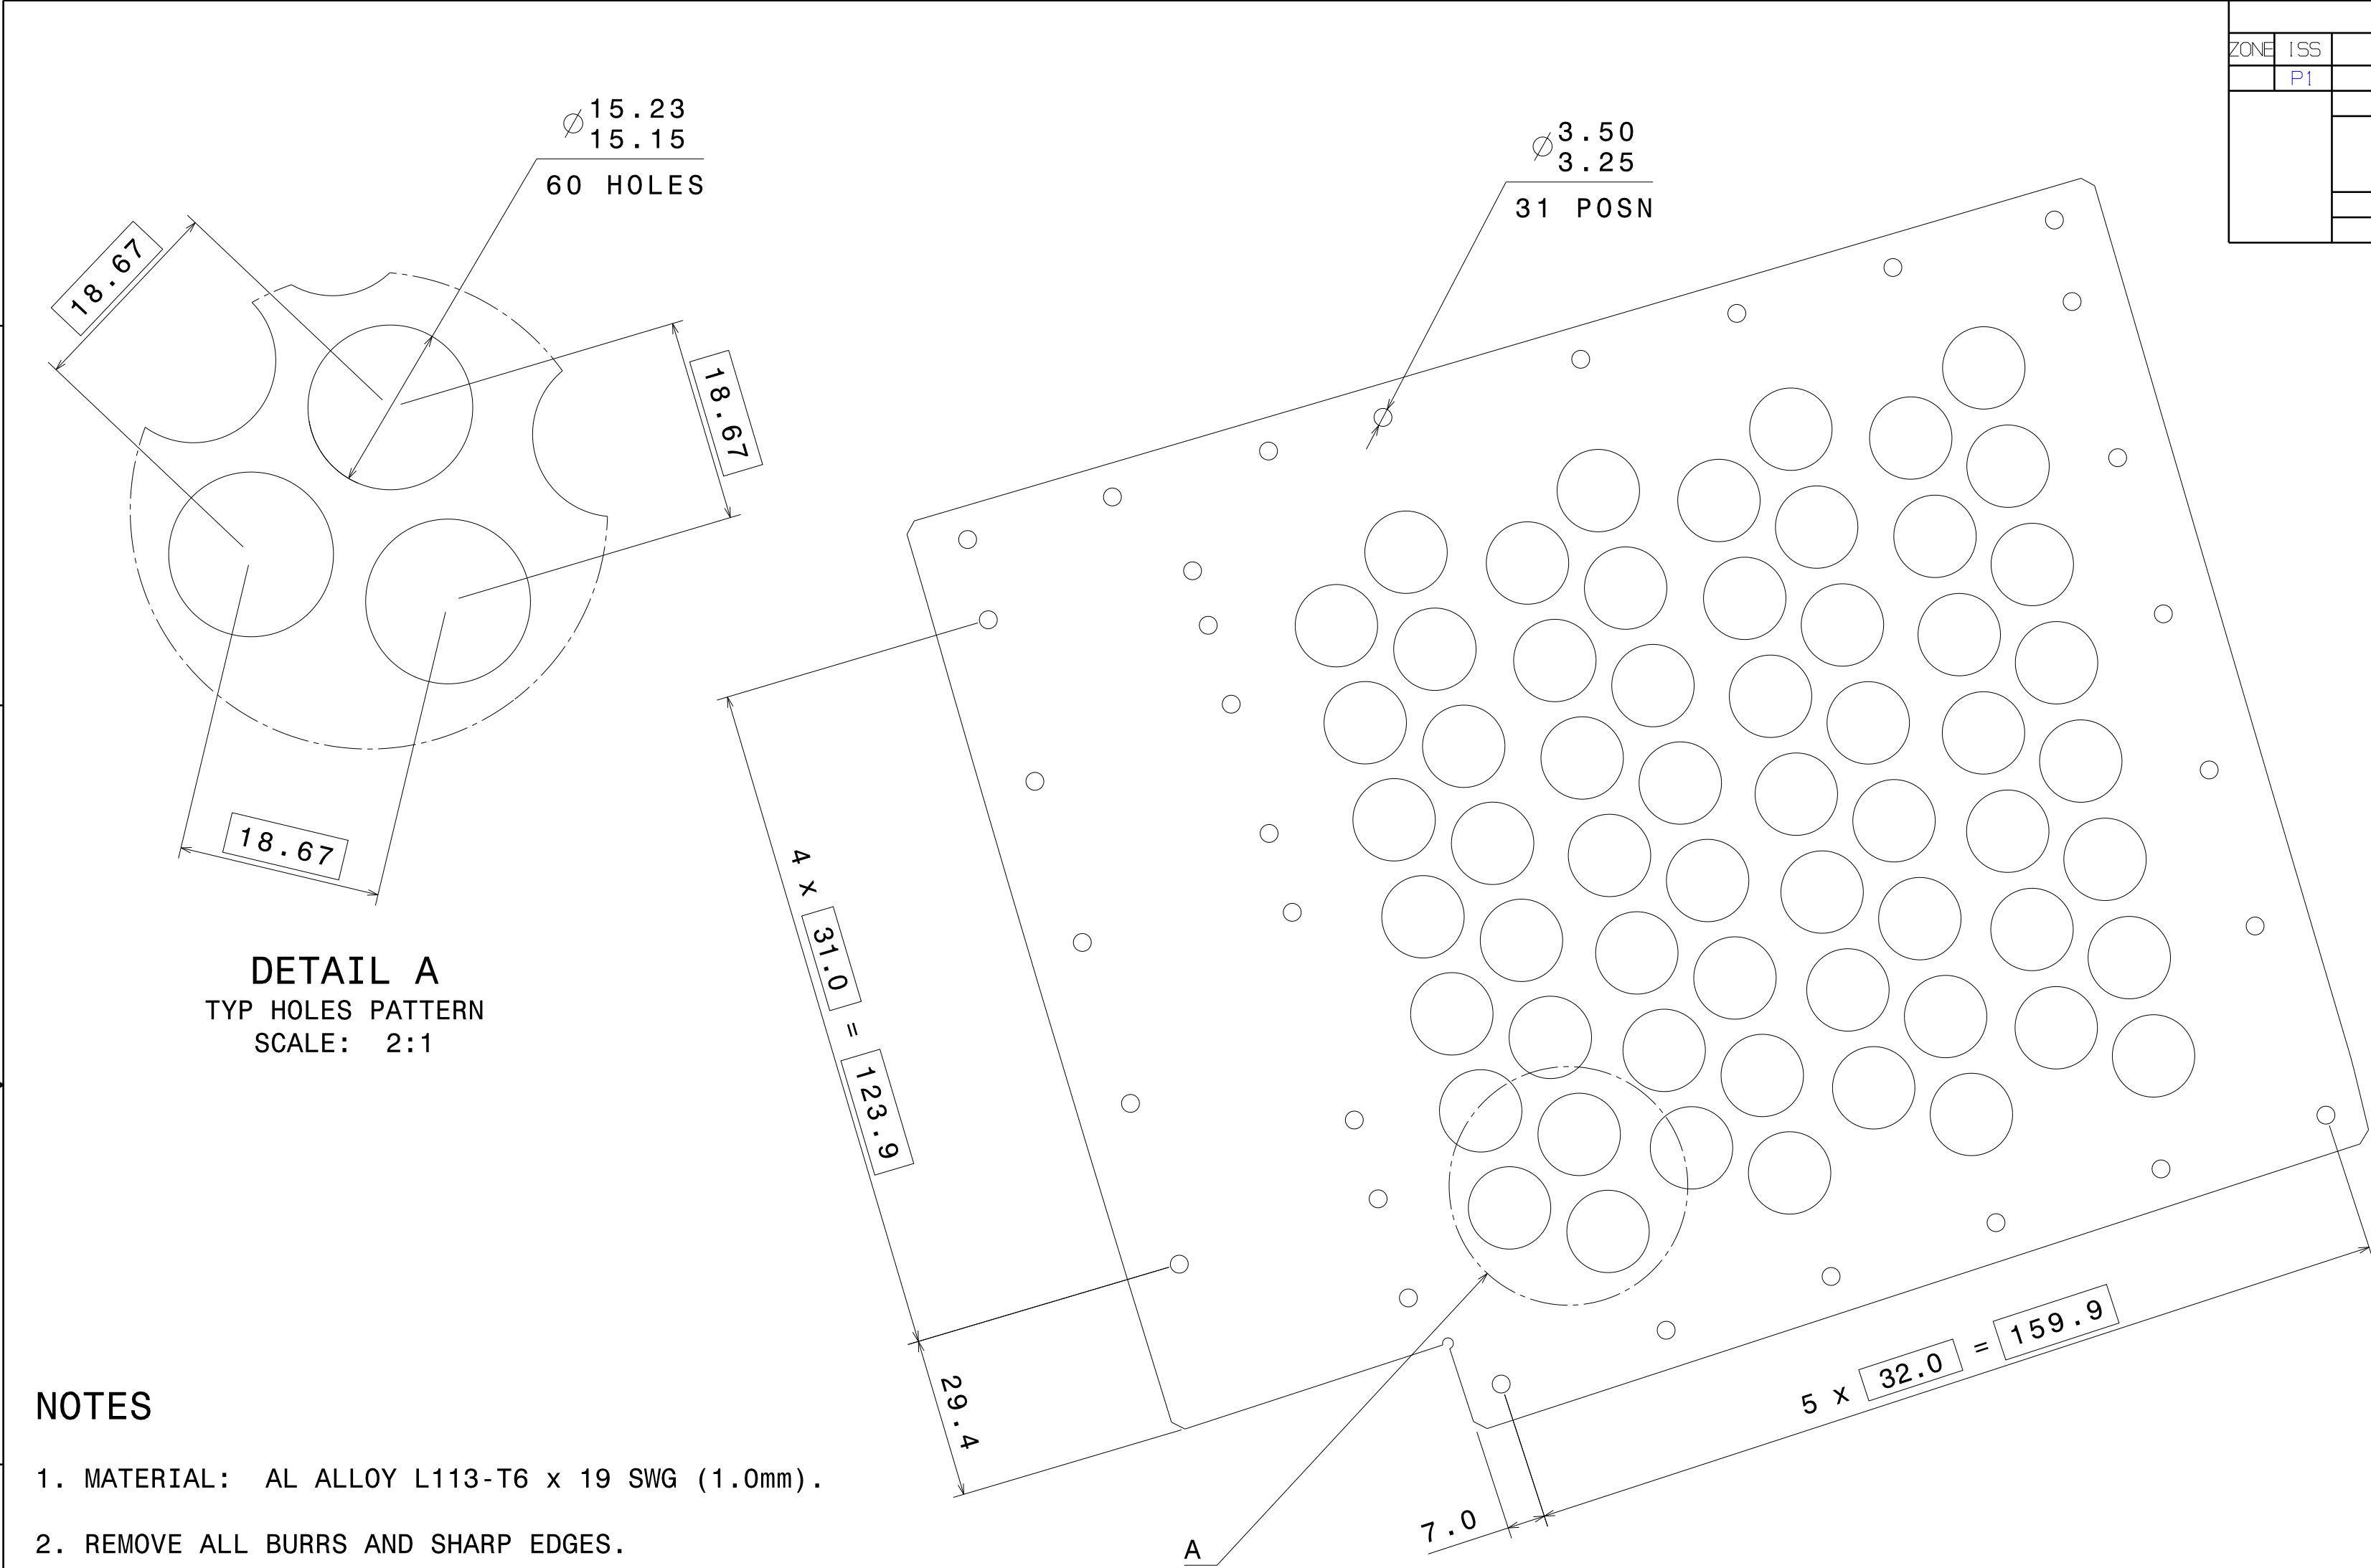 ZONE ISS
P1
⌀ 15.23
15.15
60 HOLES
⌀ 3.50
3.25
31 POSN
18.67
18.67
18.67
DETAIL A
TYP HOLES PATTERN
SCALE: 2:1
4 x 31.0 = 123.9
29.4
5 x 32.0 = 159.9
7.0
A
NOTES
1. MATERIAL: AL ALLOY L113-T6 x 19 SWG (1.0mm).
2. REMOVE ALL BURRS AND SHARP EDGES.